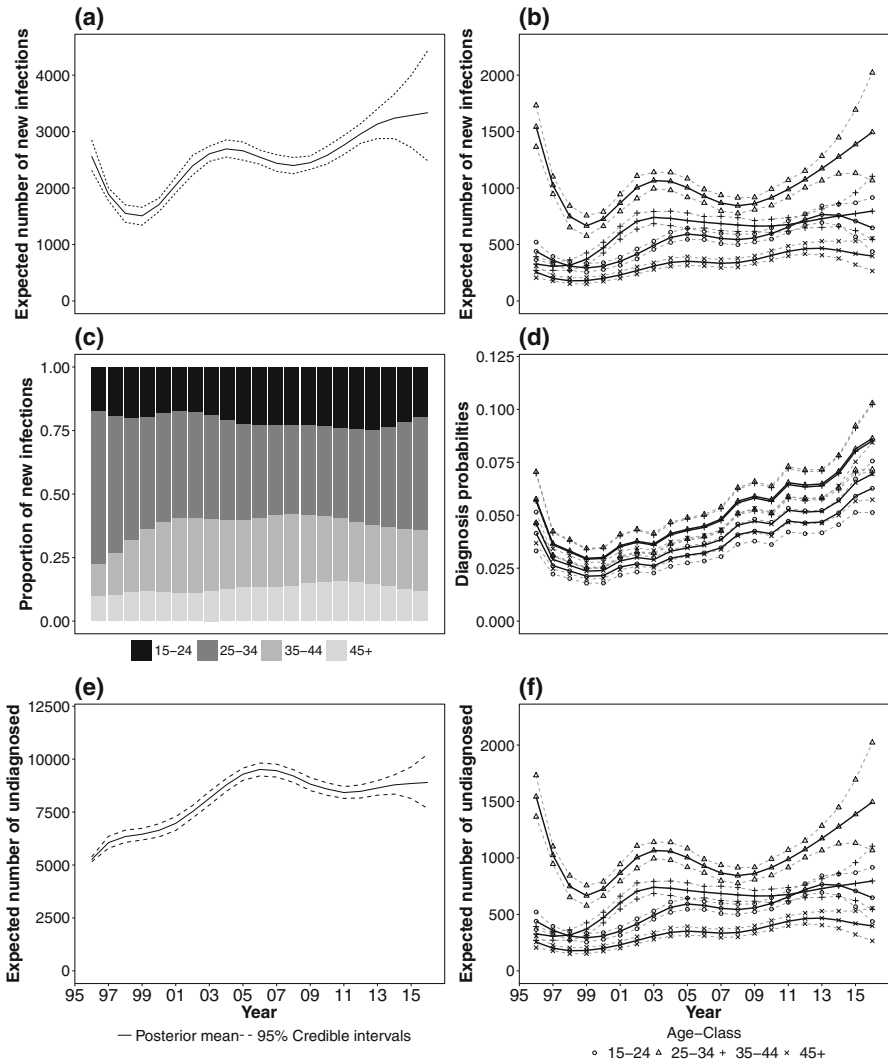 (a)
Expected number of new infections
4000
3000
2000
1000
0
(b)
Expected number of new infections
2000
1500
1000
500
0
(c)
Proportion of new infections
1.00
0.75
0.50
0.25
0.00
15−24 25−34 35−44 45+
(d)
Diagnosis probabilties
0.125
0.100
0.075
0.050
0.025
0.000
(e)
Expected number of undiagnosed
12500
10000
7500
5000
2500
0
95 97 99 01 03 05 07 09 11 13 15
Year
Posterior mean 95% Credible intervals
(f)
Expected number of undiagnosed
2000
1500
1000
500
0
95 97 99 01 03 05 07 09 11 13 15
Year
Age−Class
15−24 25−34 35−44 45+